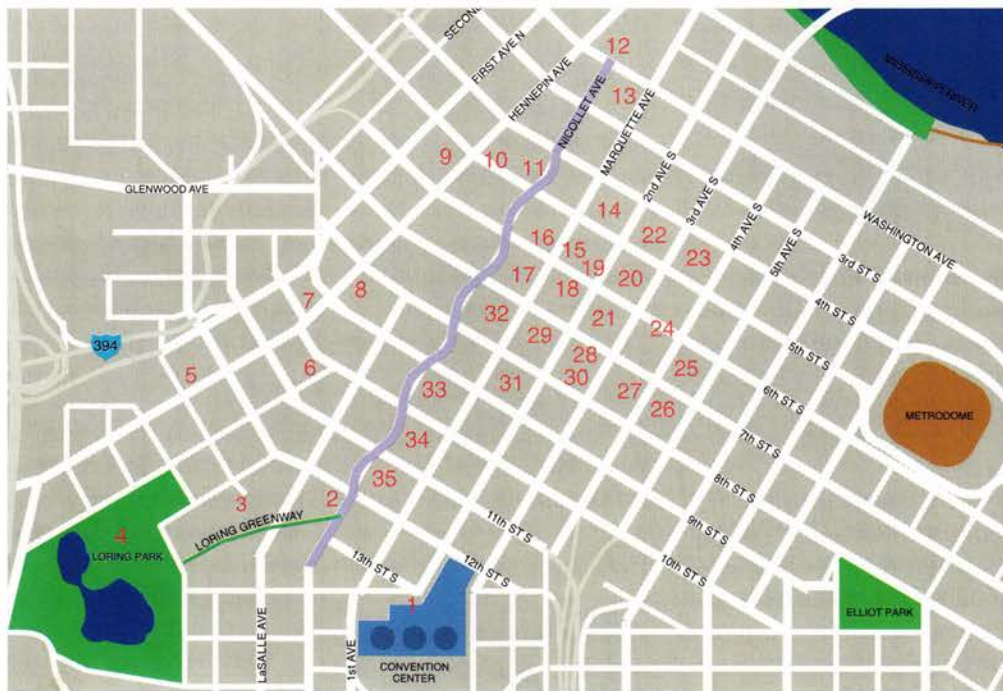 SECOND
FIRST AVE N
HENNEPIN AVE
12
NICOLLET AVE
13
MARQUETTE AVE
MISSISSIPPI RIVER
9
10
11
GLENWOOD AVE
2nd AVE S
3rd AVE S
4th AVE S
5th AVE S
WASHINGTON AVE
14
16
15
22
23
3rd ST S
17
18
19
20
4th ST S
7
8
32
29
21
24
5th ST S
394
5
6
28
25
6th ST S
33
31
30
27
26
METRODOME
34
7th ST S
35
8th ST S
3
2
LORING GREENWAY
11th ST S
9th ST S
4
LORING PARK
13th ST S
12th ST S
10th ST S
1
ELLIOT PARK
LaSALLE AVE
1st AVE
CONVENTION
CENTER